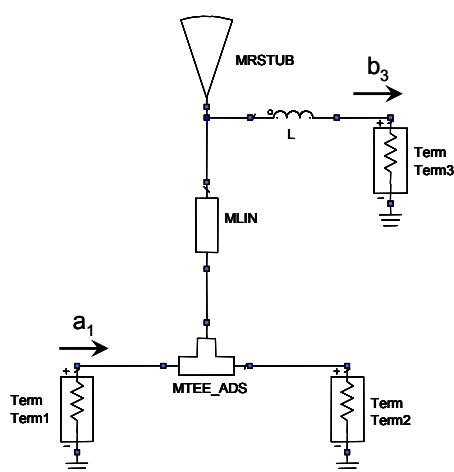 MRSTUB
b3
L
Term
Term3
MLIN
a1
MTEE_ADS
Term
Term1
Term
Term2